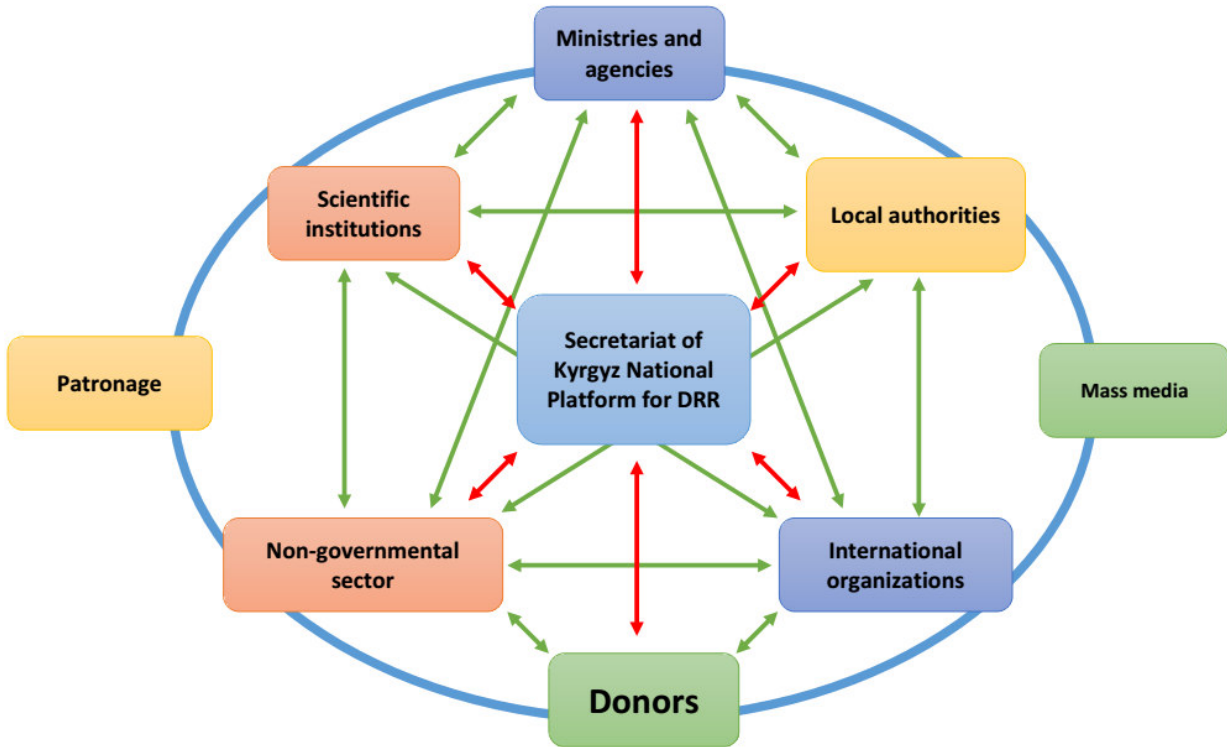 Ministries and
agencies
Scientific
institutions
Local authorities
Secretariat of
Kyrgyz National
Platform for DRR
Patronage
Mass media
Non-governmental
sector
International
organizations
Donors